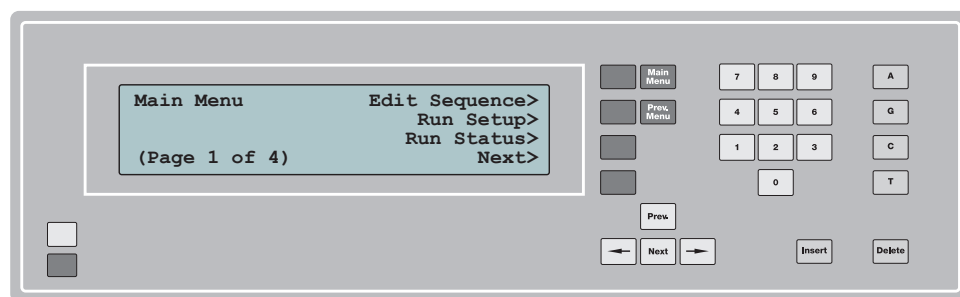 Main Menu Edit Sequence>
Run Setup>
Run Status>
(Page 1 of 4) Next>
Main
Menu
Prev.
Menu
7 8 9
4 5 6
1 2 3
0
A
G
C
T
Prev.
Next
Insert
Delete